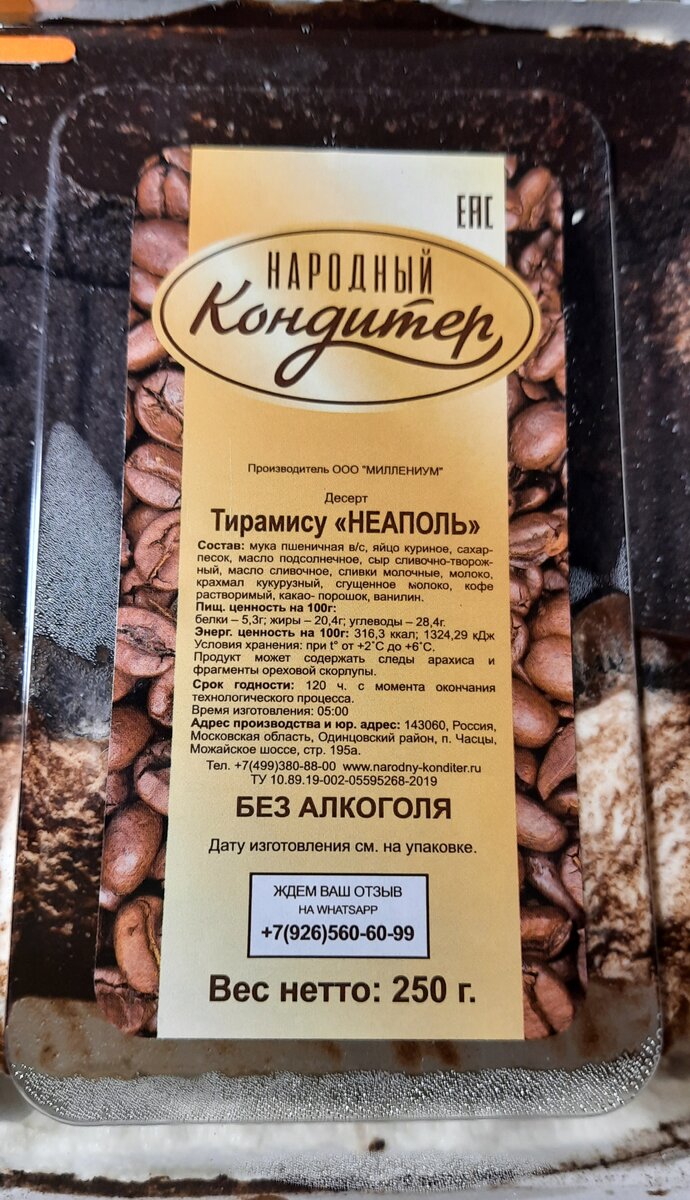 ЕАС
НАРОДНЫЙ
Кондитер
Производитель ООО "МИЛЛЕНИУМ"
Десерт
Тирамису «НЕАПОЛЬ»
Состав: мука пшеничная в/с, яйцо куриное, сахар-
песок, масло подсолнечное, сыр сливочно-творож-
ный, масло сливочное, сливки молочные, молоко,
крахмал кукурузный, сгущенное молоко, кофе
растворимый, какао- порошок, ванилин.
Пищ. ценность на 100г:
белки – 5,3г; жиры – 20,4г; углеводы – 28,4г.
Энерг. ценность на 100г: 316,3 ккал; 1324,29 кДж
Условия хранения: при t° от +2°С до +6°С.
Продукт может содержать следы арахиса и
фрагменты ореховой скорлупы.
Срок годности: 120 ч. с момента окончания
технологического процесса.
Время изготовления: 05:00
Адрес производства и юр. адрес: 143060, Россия,
Московская область, Одинцовский район, п. Часцы,
Можайское шоссе, стр. 195а.
Тел. +7(499)380-88-00 www.narodny-konditer.ru
ТУ 10.89.19-002-05595268-2019
БЕЗ АЛКОГОЛЯ
Дату изготовления см. на упаковке.
ЖДЕМ ВАШ ОТЗЫВ
НА WHATSAPP
+7(926)560-60-99
Вес нетто: 250 г.